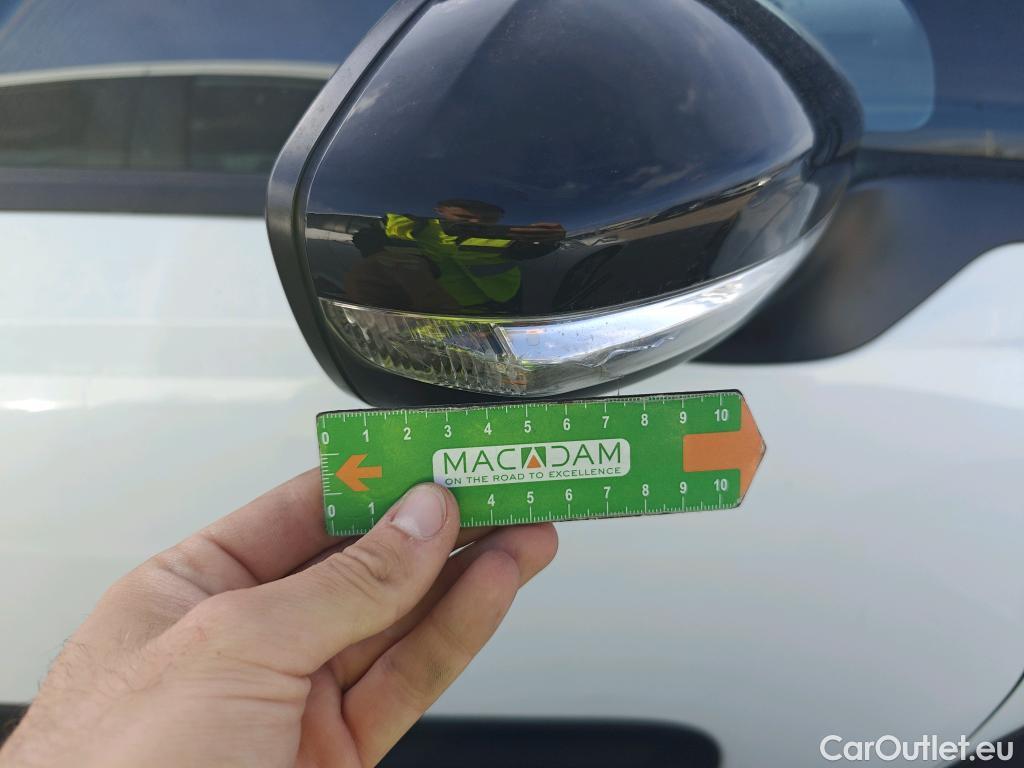 0 1 2 3 4 5 6 7 8 9 10
MACADAM
ON THE ROAD TO EXCELLENCE
0 1 4 5 6 7 8 9 10
CarOutlet.eu